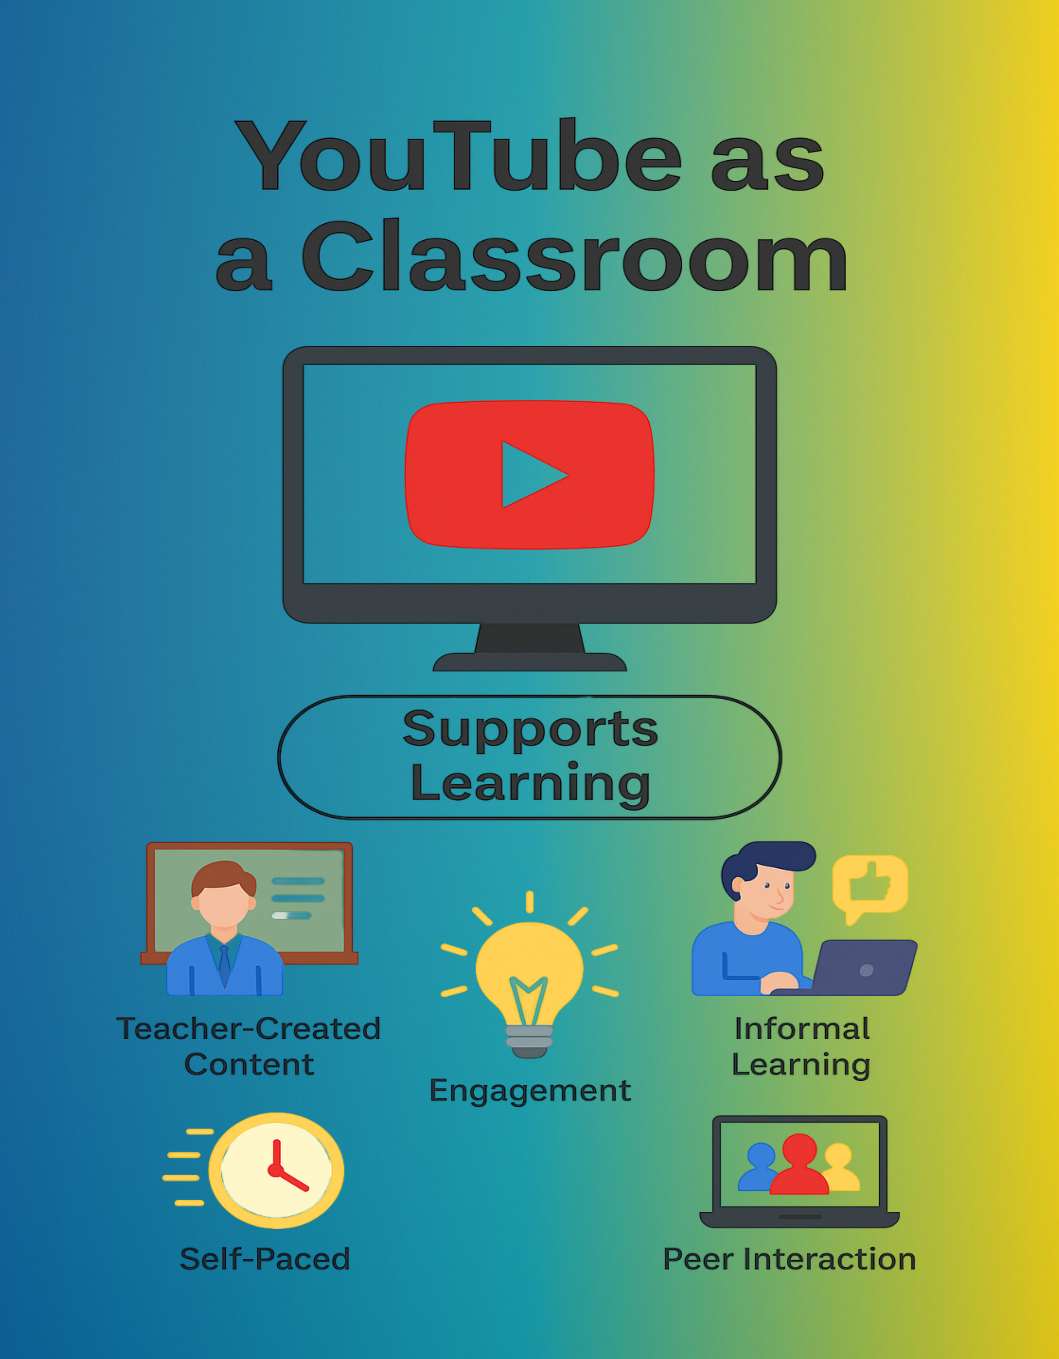 YouTube as
a Classroom
Supports
Learning
Teacher-Created
Content
Engagement
Informal
Learning
Self-Paced
Peer Interaction